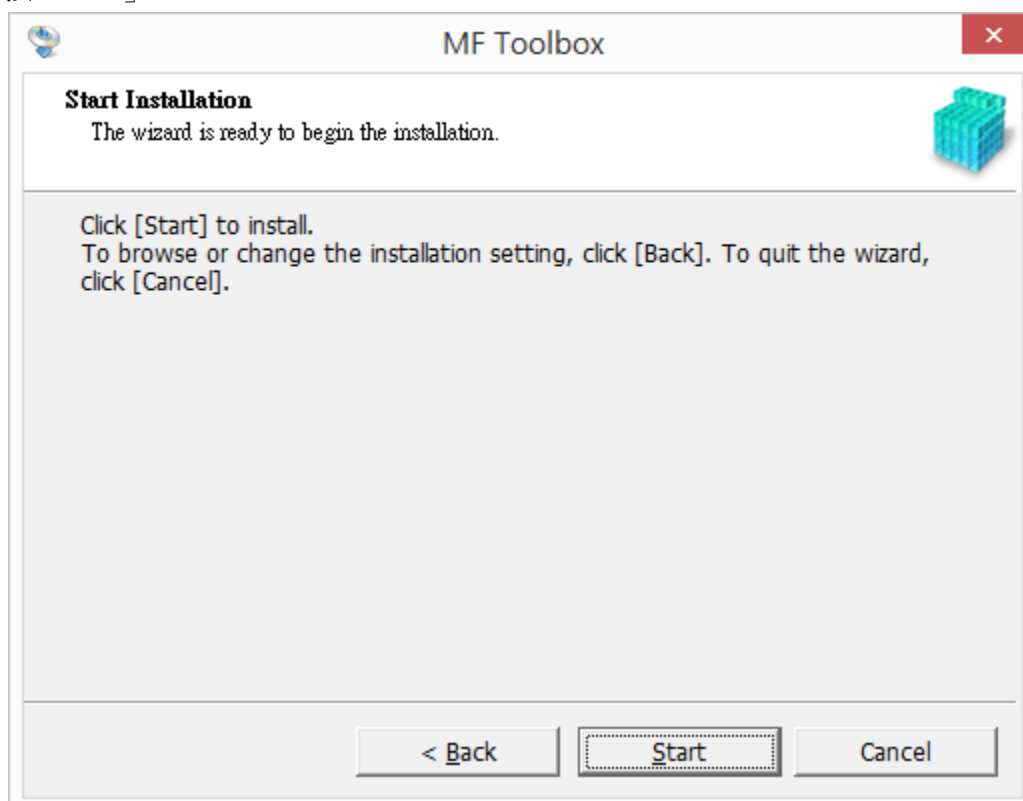 MF Toolbox
Start Installation
The wizard is ready to begin the installation.
Click [Start] to install.
To browse or change the installation setting, click [Back]. To quit the wizard,
click [Cancel].
< Back
Start
Cancel